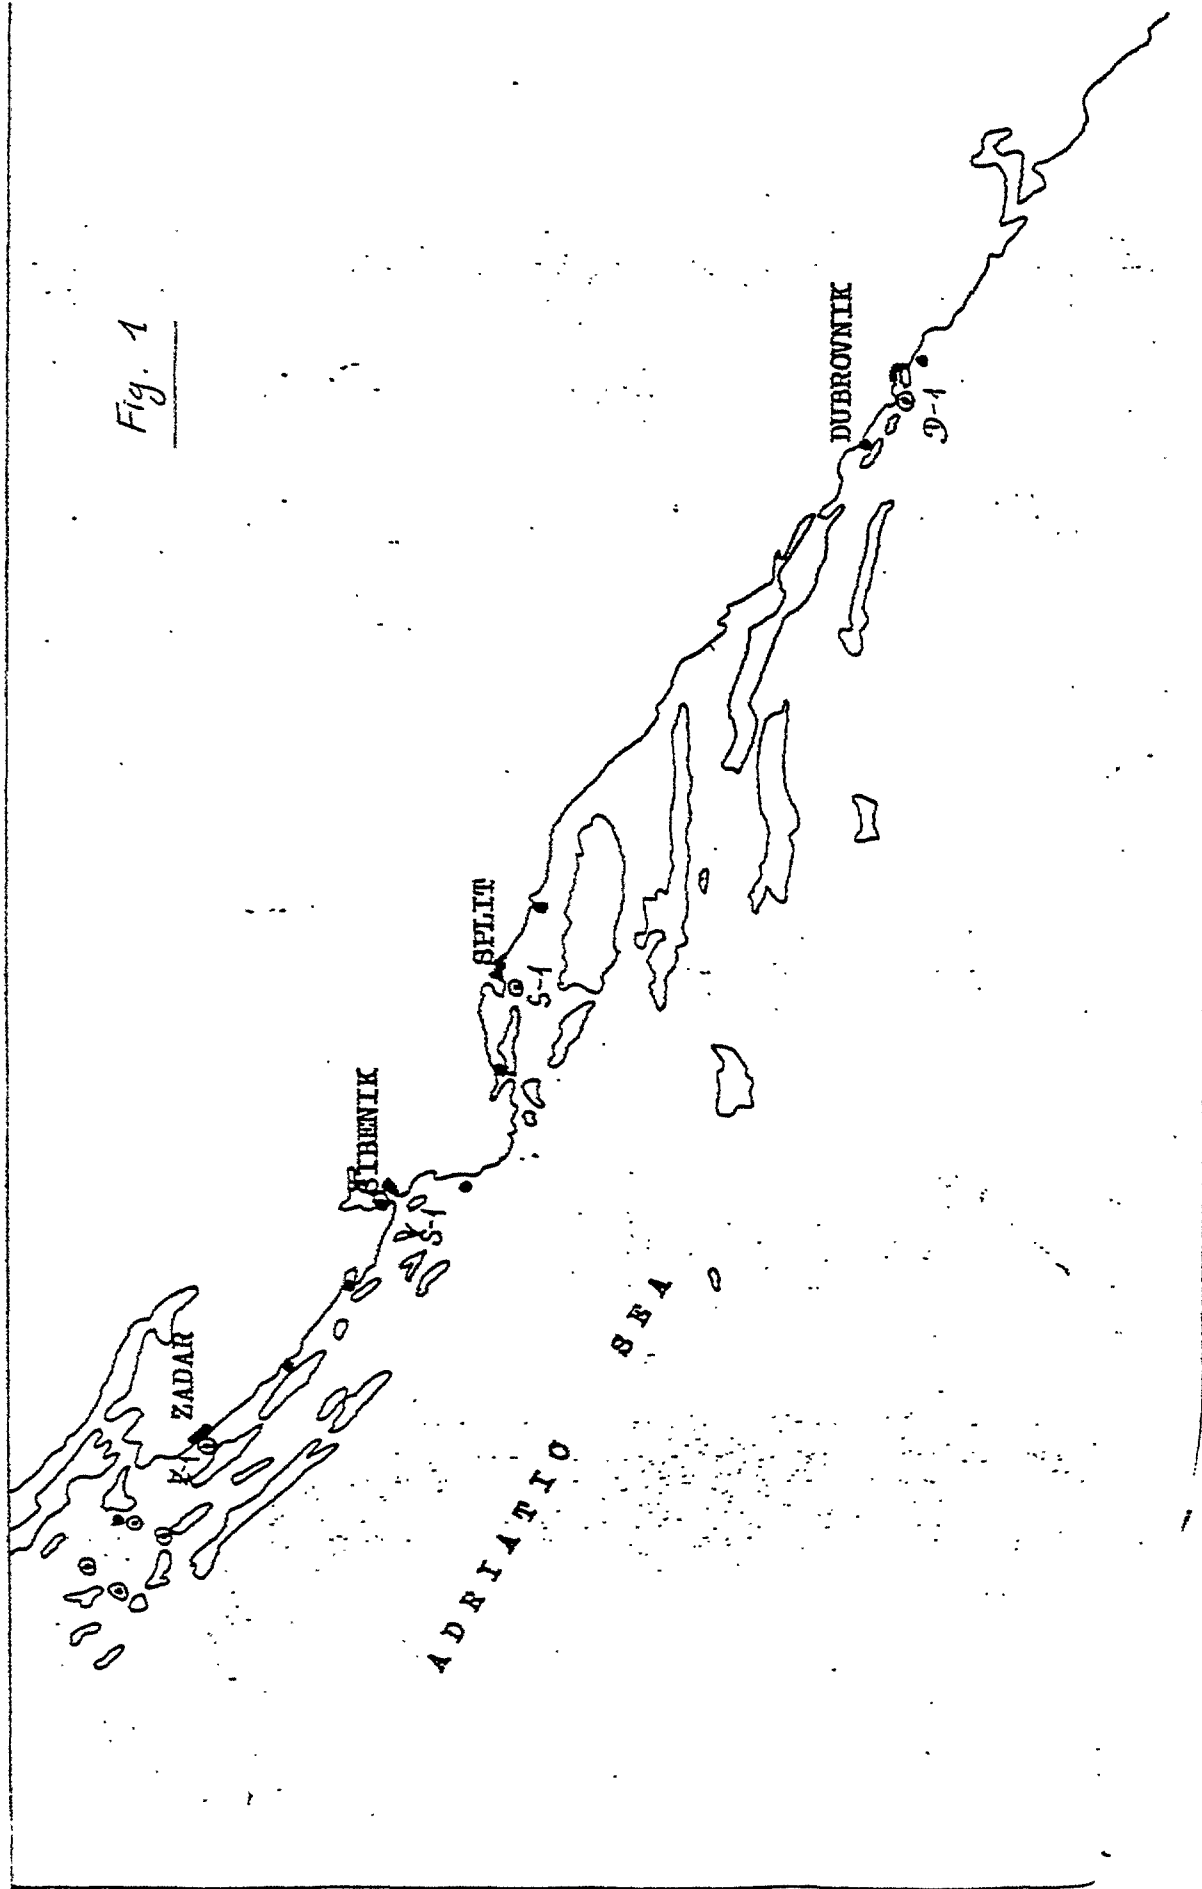 Fig. 1
ZADAR
Z-1
ŠIBENIK
Š-1
SPLIT
S-1
DUBROVNIK
D-1
ADRIATIC SEA